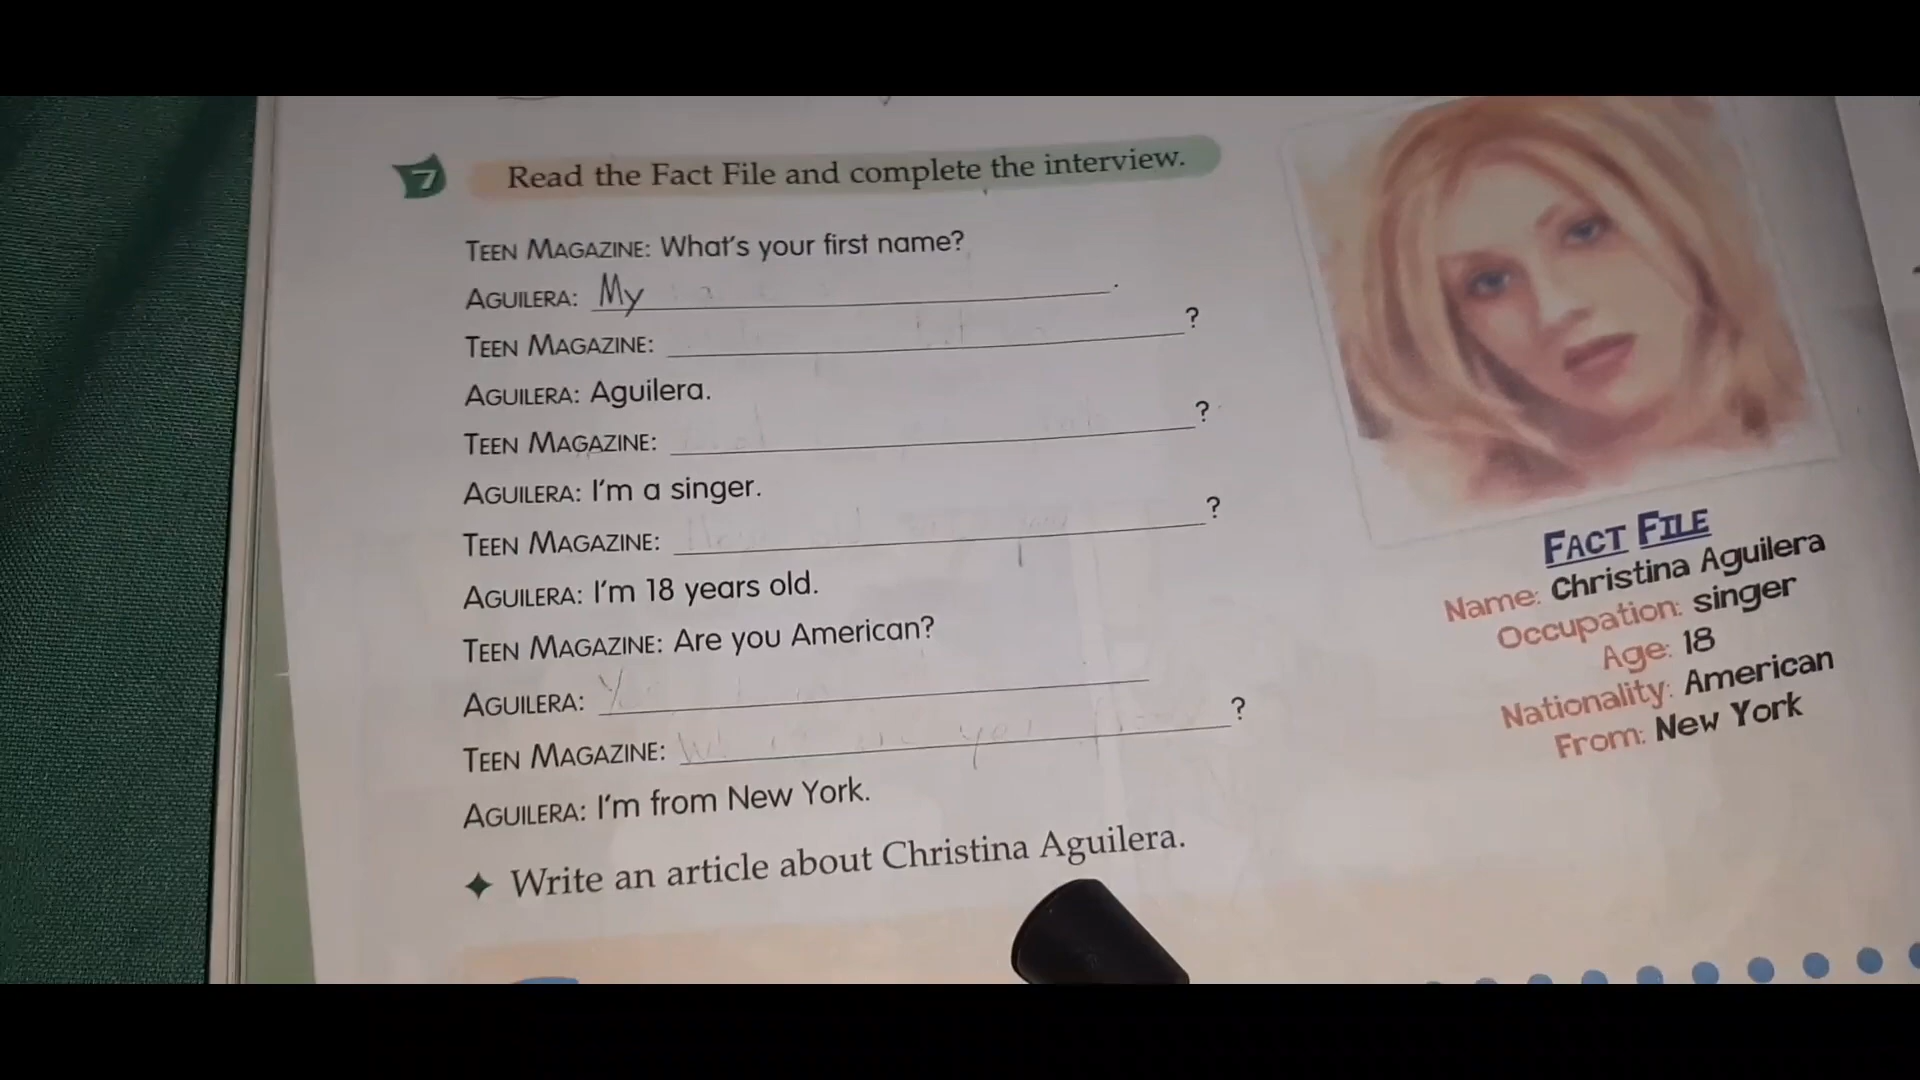 7 Read the Fact File and complete the interview.
TEEN MAGAZINE: What's your first name?
AGUILERA: My .
TEEN MAGAZINE: ?
AGUILERA: Aguilera.
TEEN MAGAZINE: ?
AGUILERA: I'm a singer.
TEEN MAGAZINE: ?
AGUILERA: I'm 18 years old.
TEEN MAGAZINE: Are you American?
AGUILERA:
TEEN MAGAZINE: ?
AGUILERA: I'm from New York.
Write an article about Christina Aguilera.
FACT FILE
Name: Christina Aguilera
Occupation: singer
Age: 18
Nationality: American
From: New York